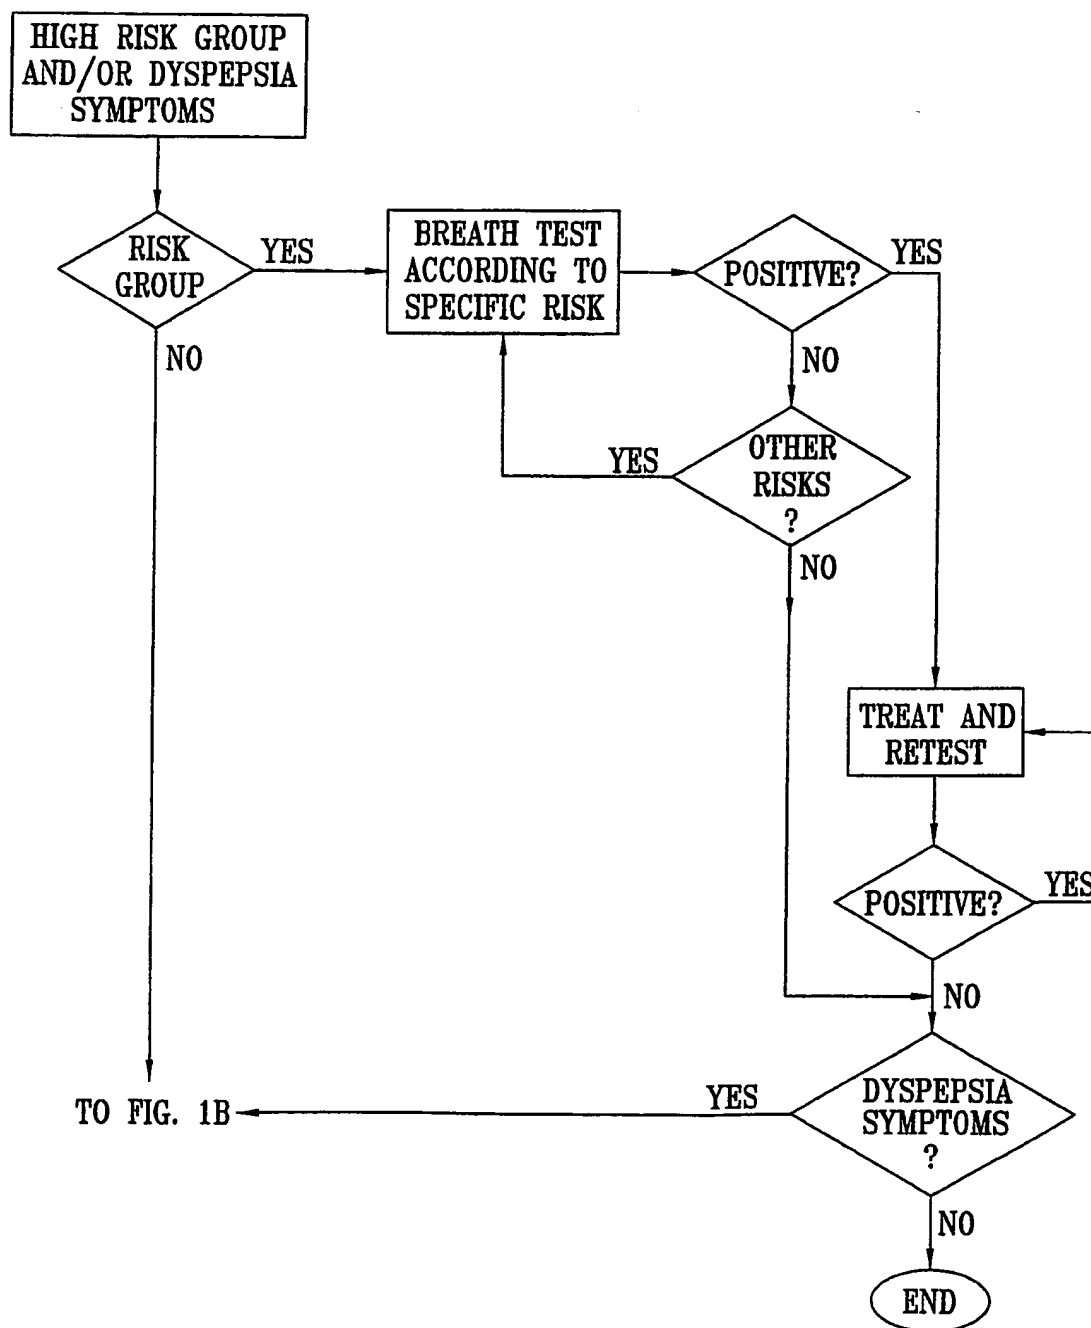 HIGH RISK GROUP
AND/OR DYSPEPSIA
SYMPTOMS
RISK
GROUP
YES
NO
BREATH TEST
ACCORDING TO
SPECIFIC RISK
POSITIVE?
YES
NO
OTHER
RISKS
?
YES
NO
TREAT AND
RETEST
POSITIVE?
YES
NO
DYSPEPSIA
SYMPTOMS
?
YES
TO FIG. 1B
NO
END